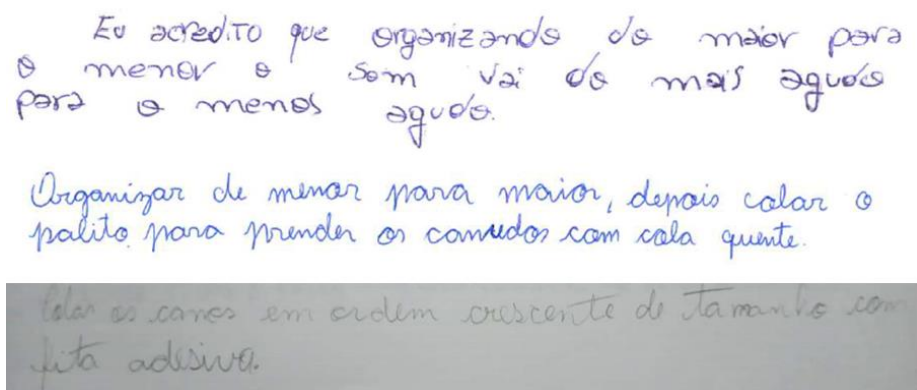 Eu acredito que organizando do maior para
o menor o som vai do mais agudo
para o menos agudo.
Organizar de menor para maior, depois colar o
palito para prender os canudos com cola quente.
Colar os canos em ordem crescente de tamanho com
fita adesiva.